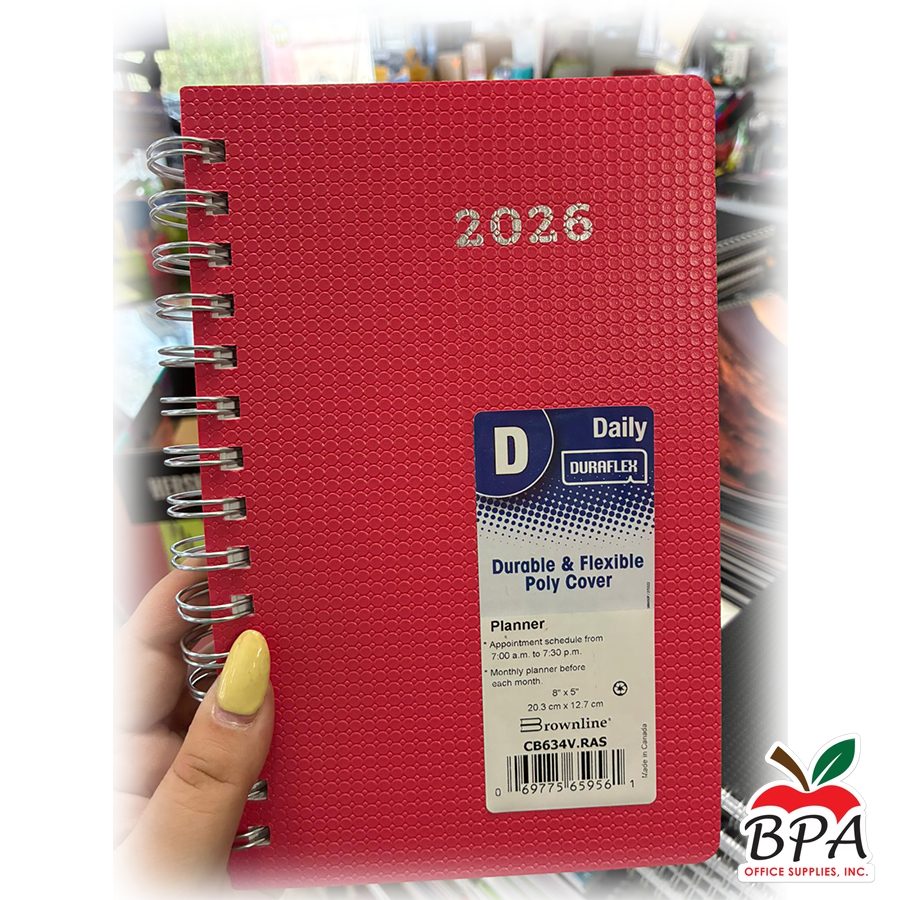 2026
D
Daily
DURAFLEX
Durable & Flexible
Poly Cover
Planner
* Appointment schedule from
7:00 a.m. to 7:30 p.m.
* Monthly planner before
each month.
8" x 5"
20.3 cm x 12.7 cm
Brownline®
CB634V.RAS
0 69775 65956 1
Made in Canada
BPA
OFFICE SUPPLIES, INC.